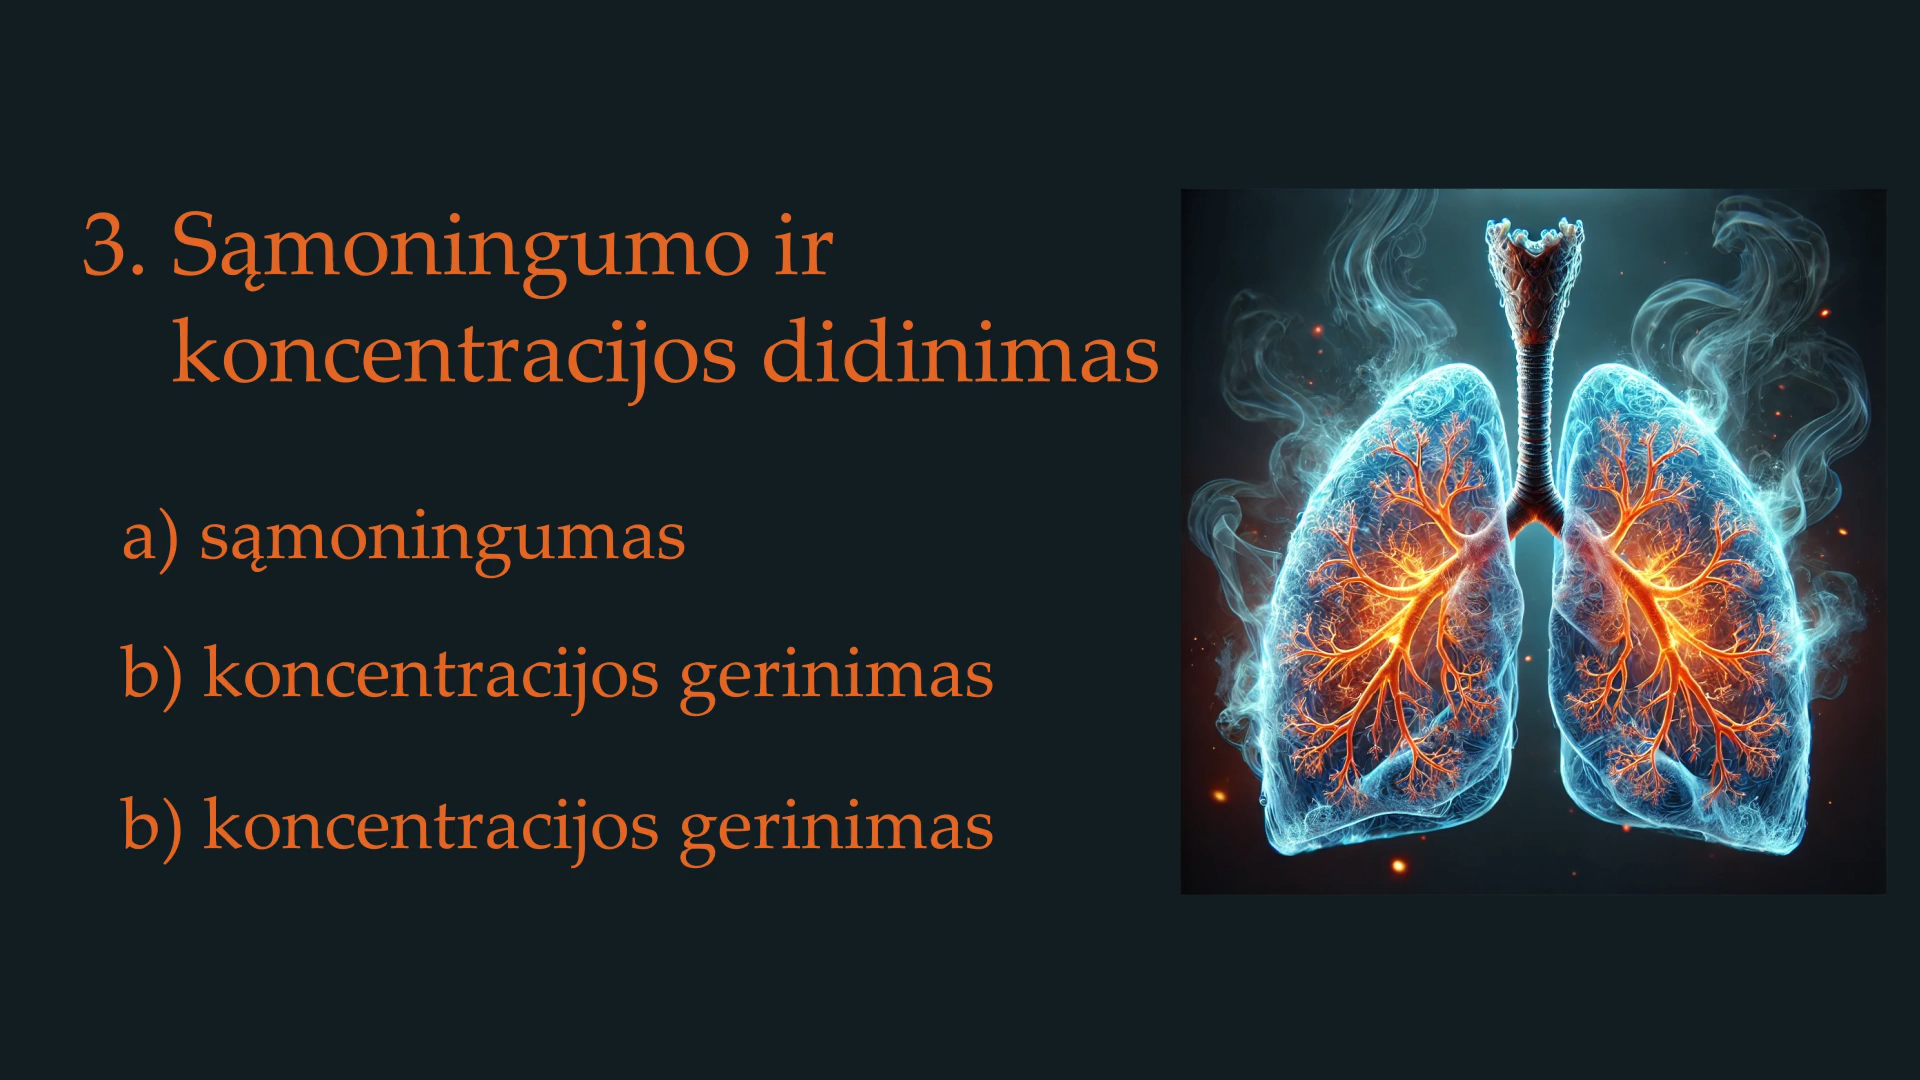 3. Sąmoningumo ir
koncentracijos didinimas
a) sąmoningumas
b) koncentracijos gerinimas
b) koncentracijos gerinimas